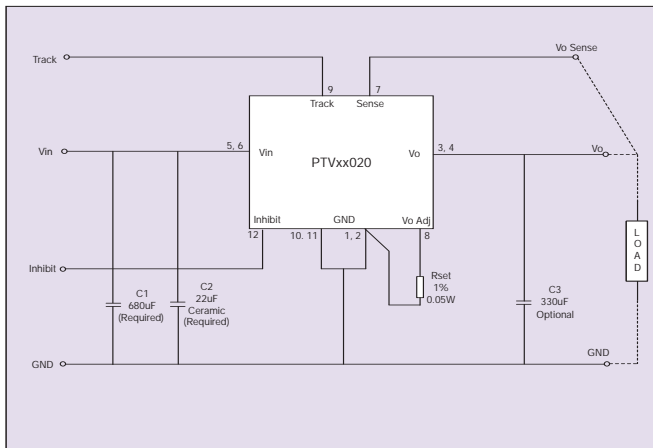 Vo Sense
Track
9
7
Track
Sense
Vin
5, 6
Vin
PTVxx020
Vo
3, 4
Vo
Inhibit
GND
Vo Adj
12
10. 11
1, 2
8
Inhibit
L
O
A
D
Rset
1%
0.05W
C1
680uF
(Required)
C2
22uF
Ceramic
(Required)
C3
330uF
Optional
GND
GND